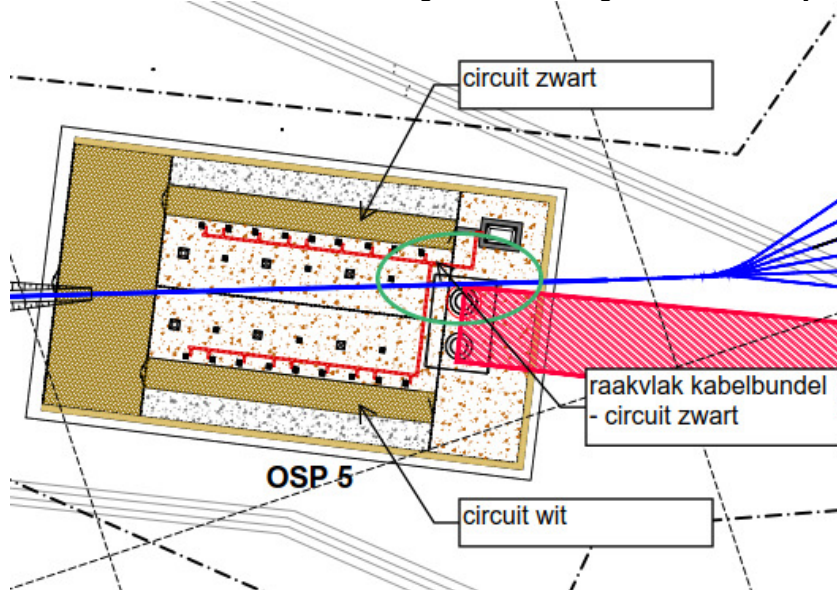 circuit zwart
raakvlak kabelbundel
- circuit zwart
OSP 5
circuit wit